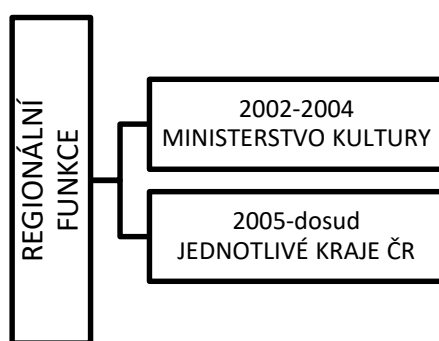 REGIONÁLNÍ
FUNKCE
2002-2004
MINISTERSTVO KULTURY
2005-dosud
JEDNOTLIVÉ KRAJE ČR